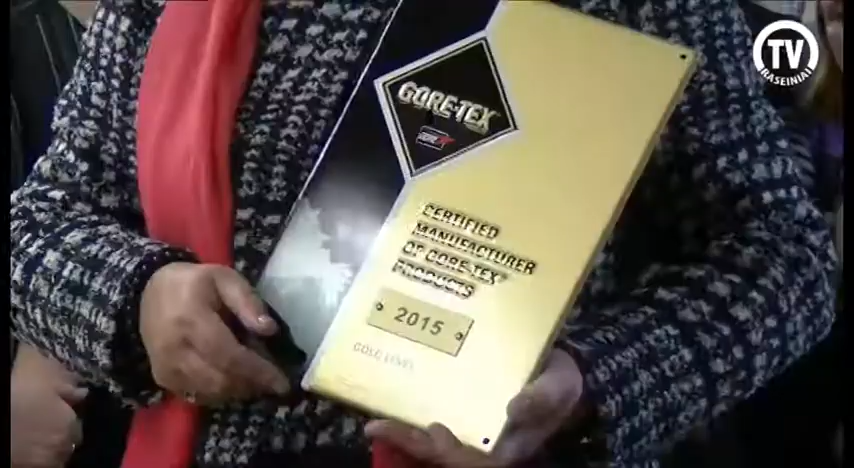 TV
RASEINIAI
GORE-TEX
CERTIFIED
MANUFACTURER
OF GORE-TEX
PRODUCTS
2015
GOLD LEVEL